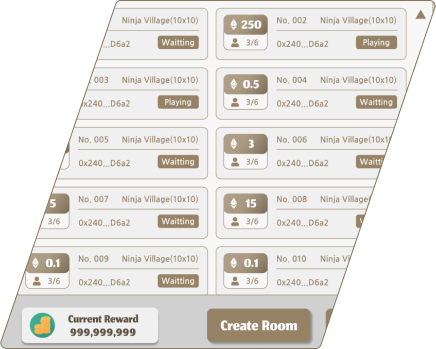 Ninja Village(10x10)
...D6a2 Waitting
250 No. 002 Ninja Village(10x10)
3/6 0x240...D6a2 Playing
003 Ninja Village(10x10)
0x240...D6a2 Playing
0.5 No. 004 Ninja Village(10x10)
3/6 0x240...D6a2 Waitting
No. 005 Ninja Village(10x10)
0x240...D6a2 Waitting
3 No. 006 Ninja Village(10x1
3/6 0x240...D6a2 Waitting
5 No. 007 Ninja Village(10x10)
3/6 0x240...D6a2 Waitting
15 No. 008 Ninja Village
3/6 0x240...D6a2 W
0.1 No. 009 Ninja Village(10x10)
3/6 0x240...D6a2 Waitting
0.1 No. 010 Ninja Villa
3/6 0x240...D6a2
Current Reward
999,999,999
Create Room